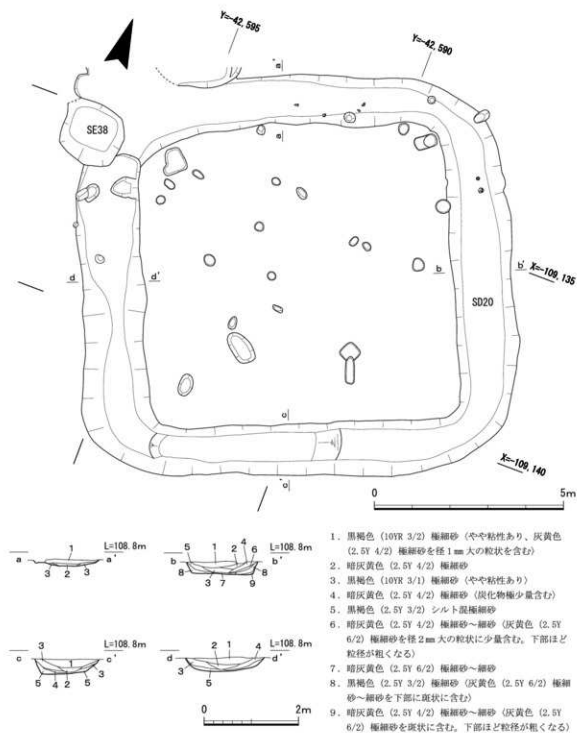 Y=-42.595
Y=-42.590
a'
SE38
a
d
d'
b
b'
X=-109.135
SD20
c
X=-109.140
c'
0
5m
1
L=108.8m
a
a'
3 2 3
5
1
2 4 6
L=108.8m
b
b'
8 3 7 9 8
3
L=108.8m
c
1
c'
5 4 2 5 3
2 1 4
L=108.8m
d
d'
3 5
0
2m
1. 黒褐色 (10YR 3/2) 極細砂 (やや粘性あり、灰黄色
(2.5Y 4/2) 極細砂を径1㎜大の粒状を含む)
2. 暗灰黄色 (2.5Y 4/2) 極細砂
3. 黒褐色 (10YR 3/1) 極細砂 (やや粘性あり)
4. 暗灰黄色 (2.5Y 4/2) 極細砂 (炭化物極少量含む)
5. 黒褐色 (2.5Y 3/2) シルト混極細砂
6. 暗灰黄色 (2.5Y 4/2) 極細砂～細砂 (灰黄色 (2.5Y
6/2) 極細砂を径2㎜大の粒状に少量含む。下部ほど
粒径が粗くなる)
7. 暗灰黄色 (2.5Y 6/2) 極細砂～細砂
8. 黒褐色 (2.5Y 3/2) 極細砂 (灰黄色 (2.5Y 6/2) 極細
砂～細砂を下部に斑状に含む)
9. 暗灰黄色 (2.5Y 4/2) 極細砂～細砂 (灰黄色 (2.5Y
6/2) 極細砂を斑状に含む。下部ほど粒径が粗くなる)